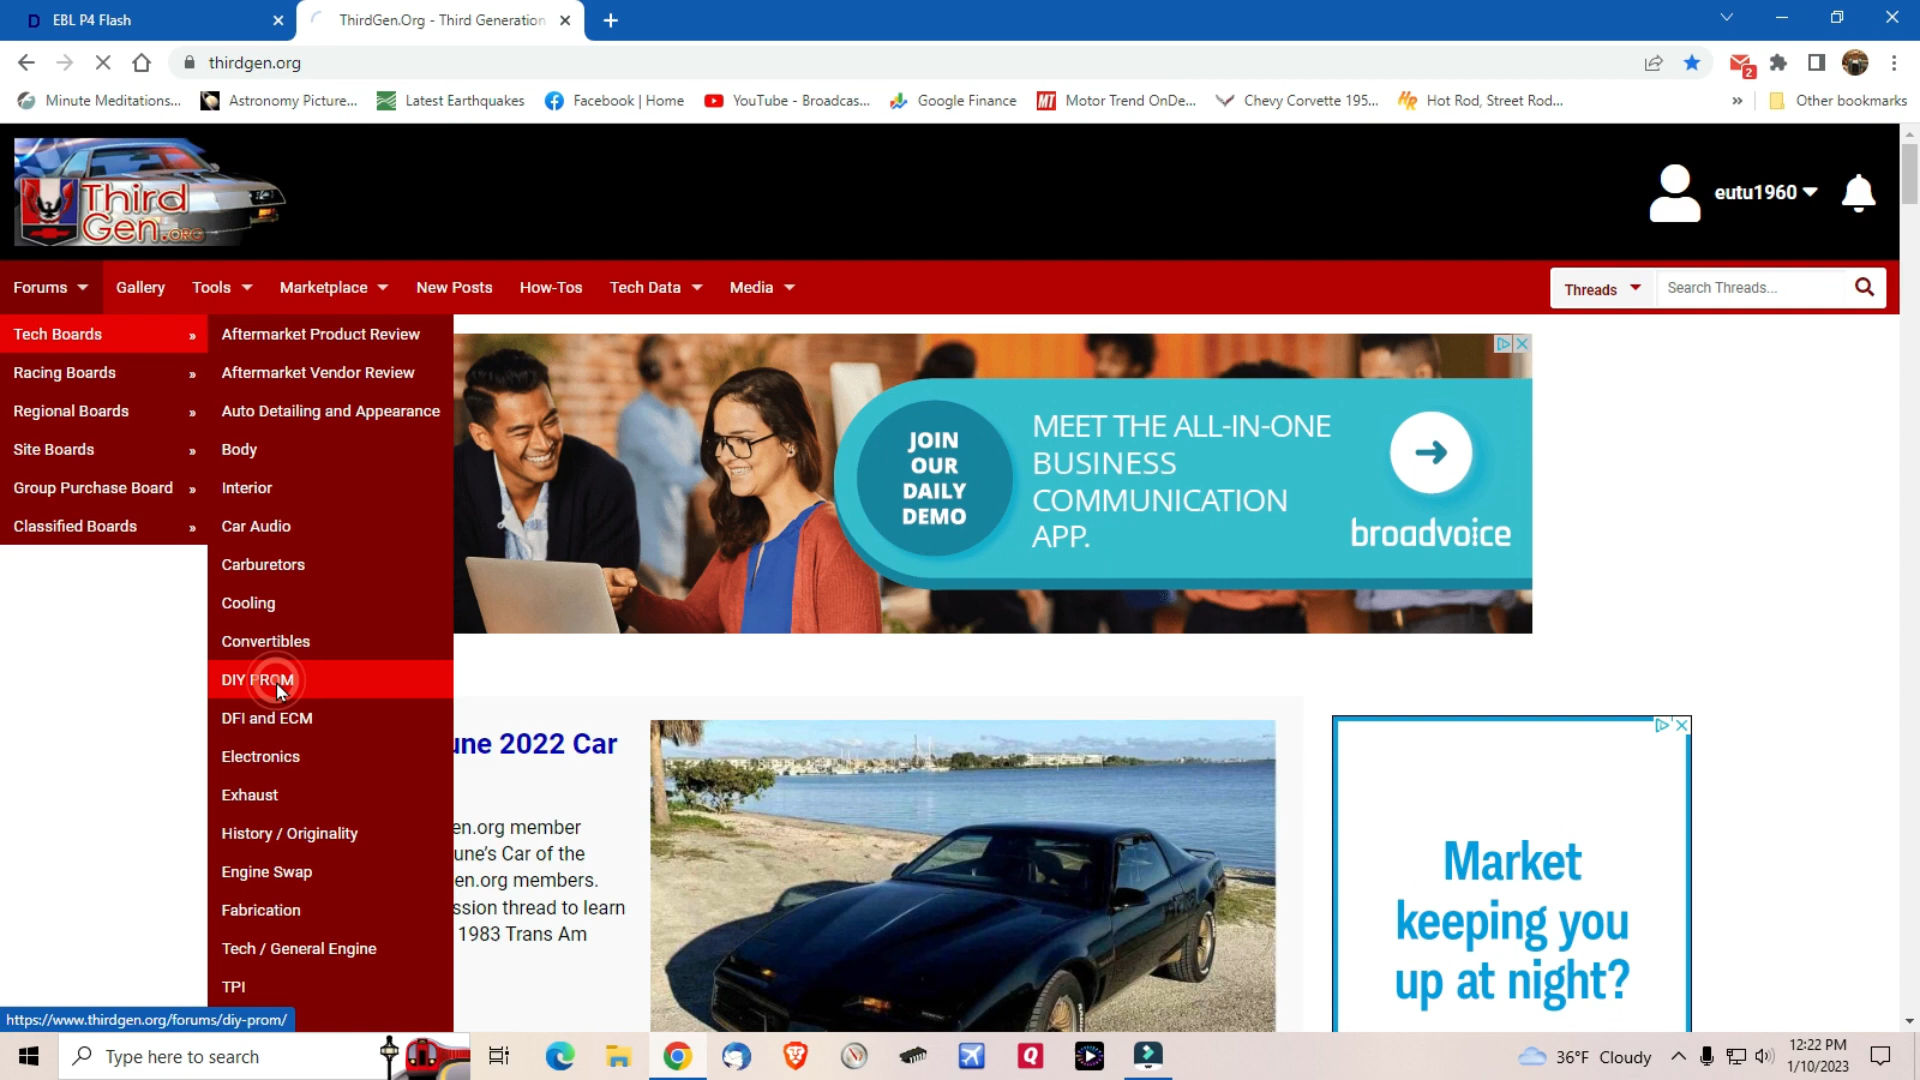 EBL P4 Flash
ThirdGen.Org - Third Generation
thirdgen.org
2
Minute Meditations...
Astronomy Picture...
Latest Earthquakes
Facebook | Home
YouTube - Broadcas...
Google Finance
MT
Motor Trend OnDe...
Chevy Corvette 195...
HR
Hot Rod, Street Rod...
»
Other bookmarks
Third
Gen.ORG
eutu1960
Forums
Gallery
Tools
Marketplace
New Posts
How-Tos
Tech Data
Media
Threads
Search Threads...
Tech Boards »
Racing Boards »
Regional Boards »
Site Boards »
Group Purchase Board »
Classified Boards »
Aftermarket Product Review
Aftermarket Vendor Review
Auto Detailing and Appearance
Body
Interior
Car Audio
Carburetors
Cooling
Convertibles
DIY PROM
DFI and ECM
Electronics
Exhaust
History / Originality
Engine Swap
Fabrication
Tech / General Engine
TPI
JOIN
OUR
DAILY
DEMO
MEET THE ALL-IN-ONE
BUSINESS
COMMUNICATION
APP.
broadvoice
une 2022 Car
en.org member
une's Car of the
en.org members.
ssion thread to learn
1983 Trans Am
Market
keeping you
up at night?
https://www.thirdgen.org/forums/diy-prom/
Type here to search
36°F Cloudy
12:22 PM
1/10/2023